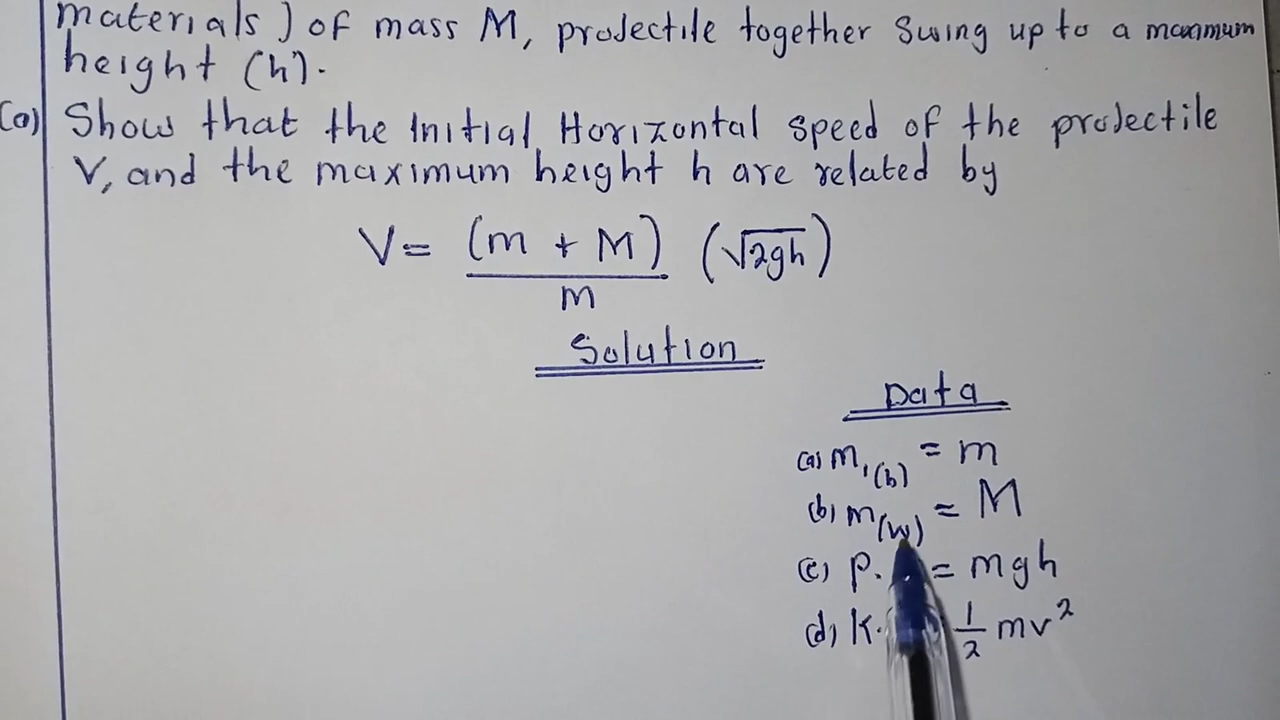 materials) of mass M, projectile together swing up to a maximum
height (h).
(a) Show that the Initial Horizontal speed of the projectile
V, and the maximum height h are related by
V = (m + M) (√2gh)
m
Solution
Data
(a) m,(b) = m
(b) m(w) = M
(c) P. = mgh
(d) K. 1/2 mv²